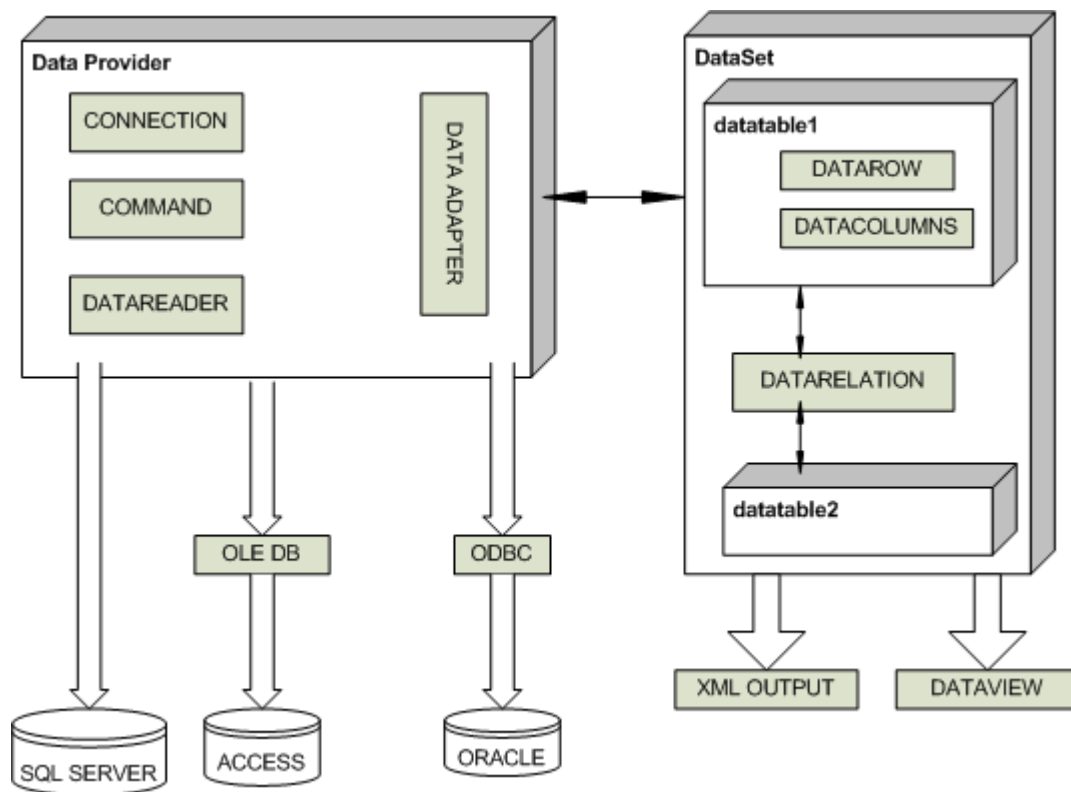 Data Provider
CONNECTION
COMMAND
DATAREADER
DATA ADAPTER
DataSet
datatable1
DATAROW
DATACOLUMNS
DATARELATION
datatable2
OLE DB
ODBC
XML OUTPUT
DATAVIEW
SQL SERVER
ACCESS
ORACLE